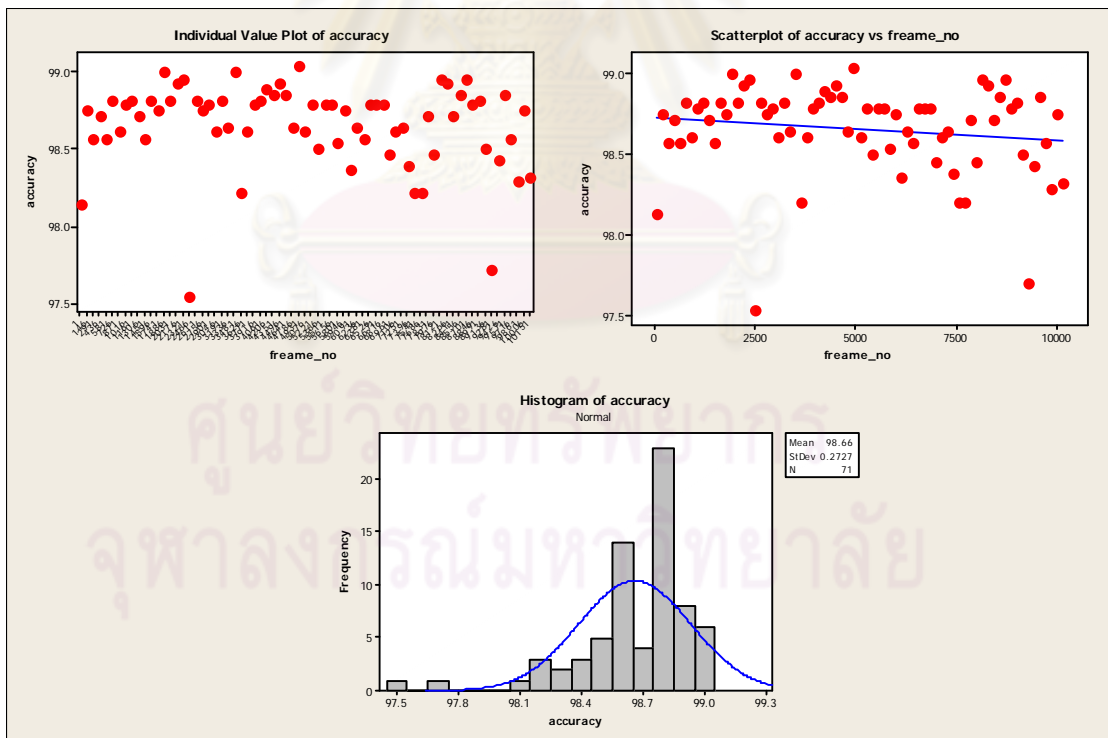 Individual Value Plot of accuracy
accuracy
99.0
98.5
98.0
97.5
freame_no
Scatterplot of accuracy vs freame_no
accuracy
99.0
98.5
98.0
97.5
0 2500 5000 7500 10000
freame_no
Histogram of accuracy
Normal
Frequency
20
15
10
5
0
97.5 97.8 98.1 98.4 98.7 99.0 99.3
accuracy
Mean 98.66
StDev 0.2727
N 71
ศูนย์วิทยทรัพยากร
จุฬาลงกรณ์มหาวิทยาลัย